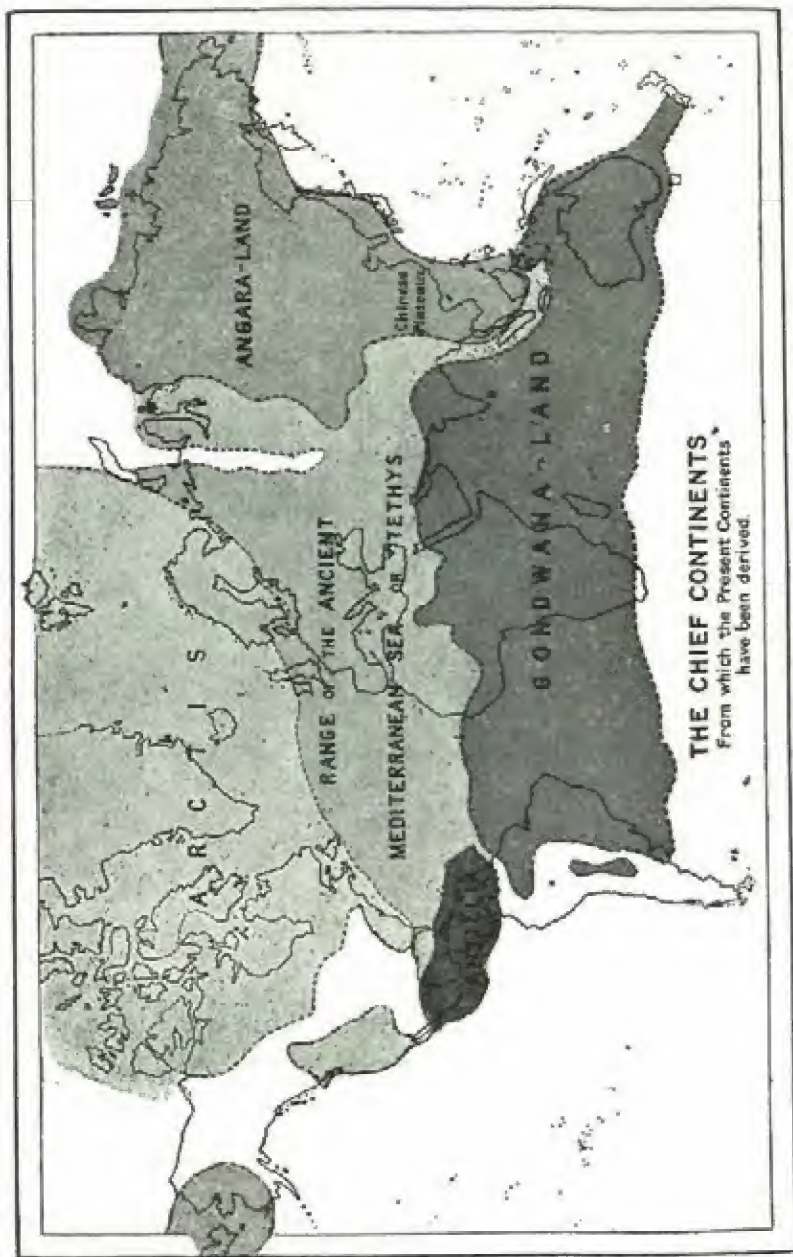 ARCTIS
ANGARA-LAND
Chinese
Plateau
RANGE OF THE ANCIENT
MEDITERRANEAN SEA OR TETHYS
GONDWANA-LAND
THE CHIEF CONTINENTS
From which the Present Continents
have been derived.